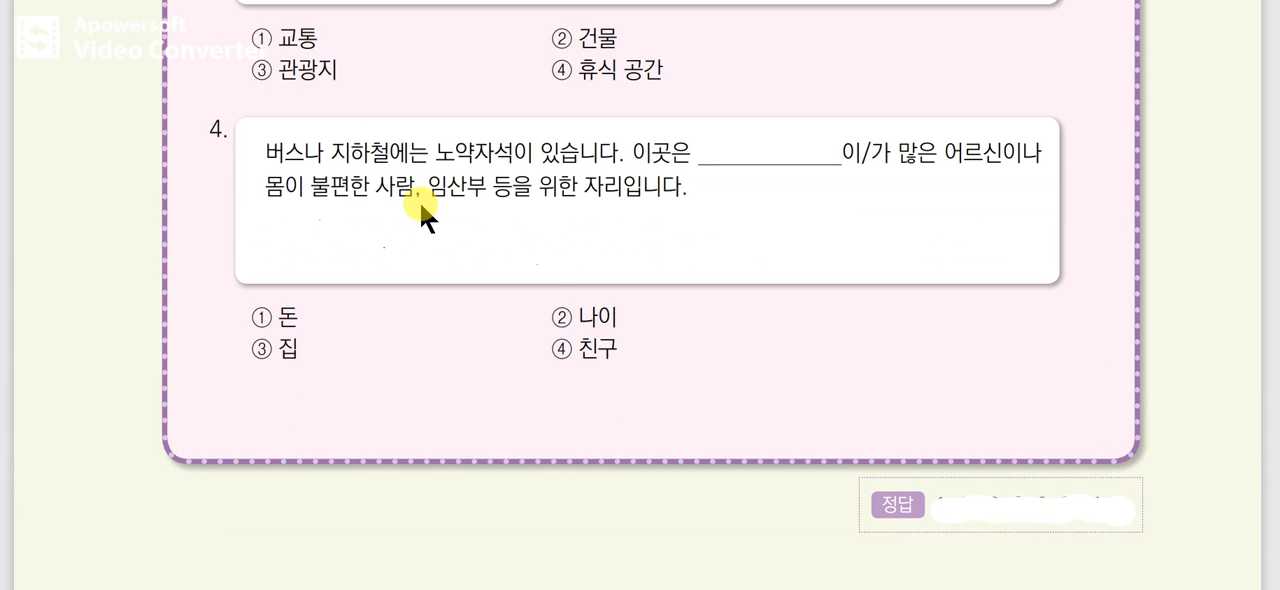 Apowersoft
Video Converter
① 교통 ② 건물
③ 관광지 ④ 휴식 공간
4. 버스나 지하철에는 노약자석이 있습니다. 이곳은 ____________이/가 많은 어르신이나
몸이 불편한 사람, 임산부 등을 위한 자리입니다.
① 돈 ② 나이
③ 집 ④ 친구
정답